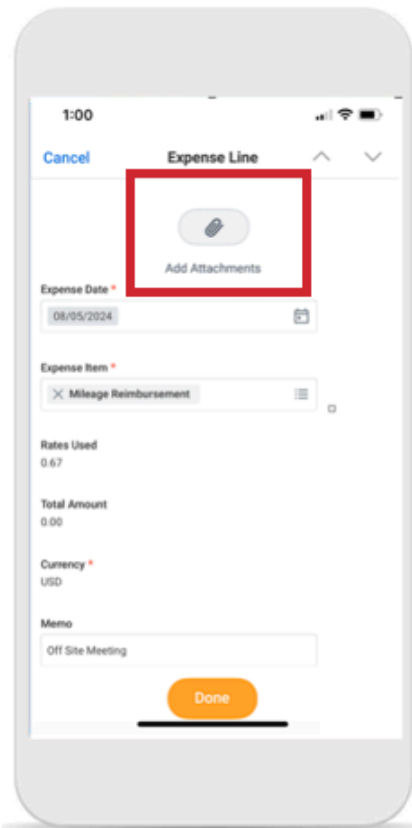 1:00
Cancel Expense Line
Add Attachments
Expense Date *
08/05/2024
Expense Item *
Mileage Reimbursement
Rates Used
0.67
Total Amount
0.00
Currency *
USD
Memo
Off Site Meeting
Done